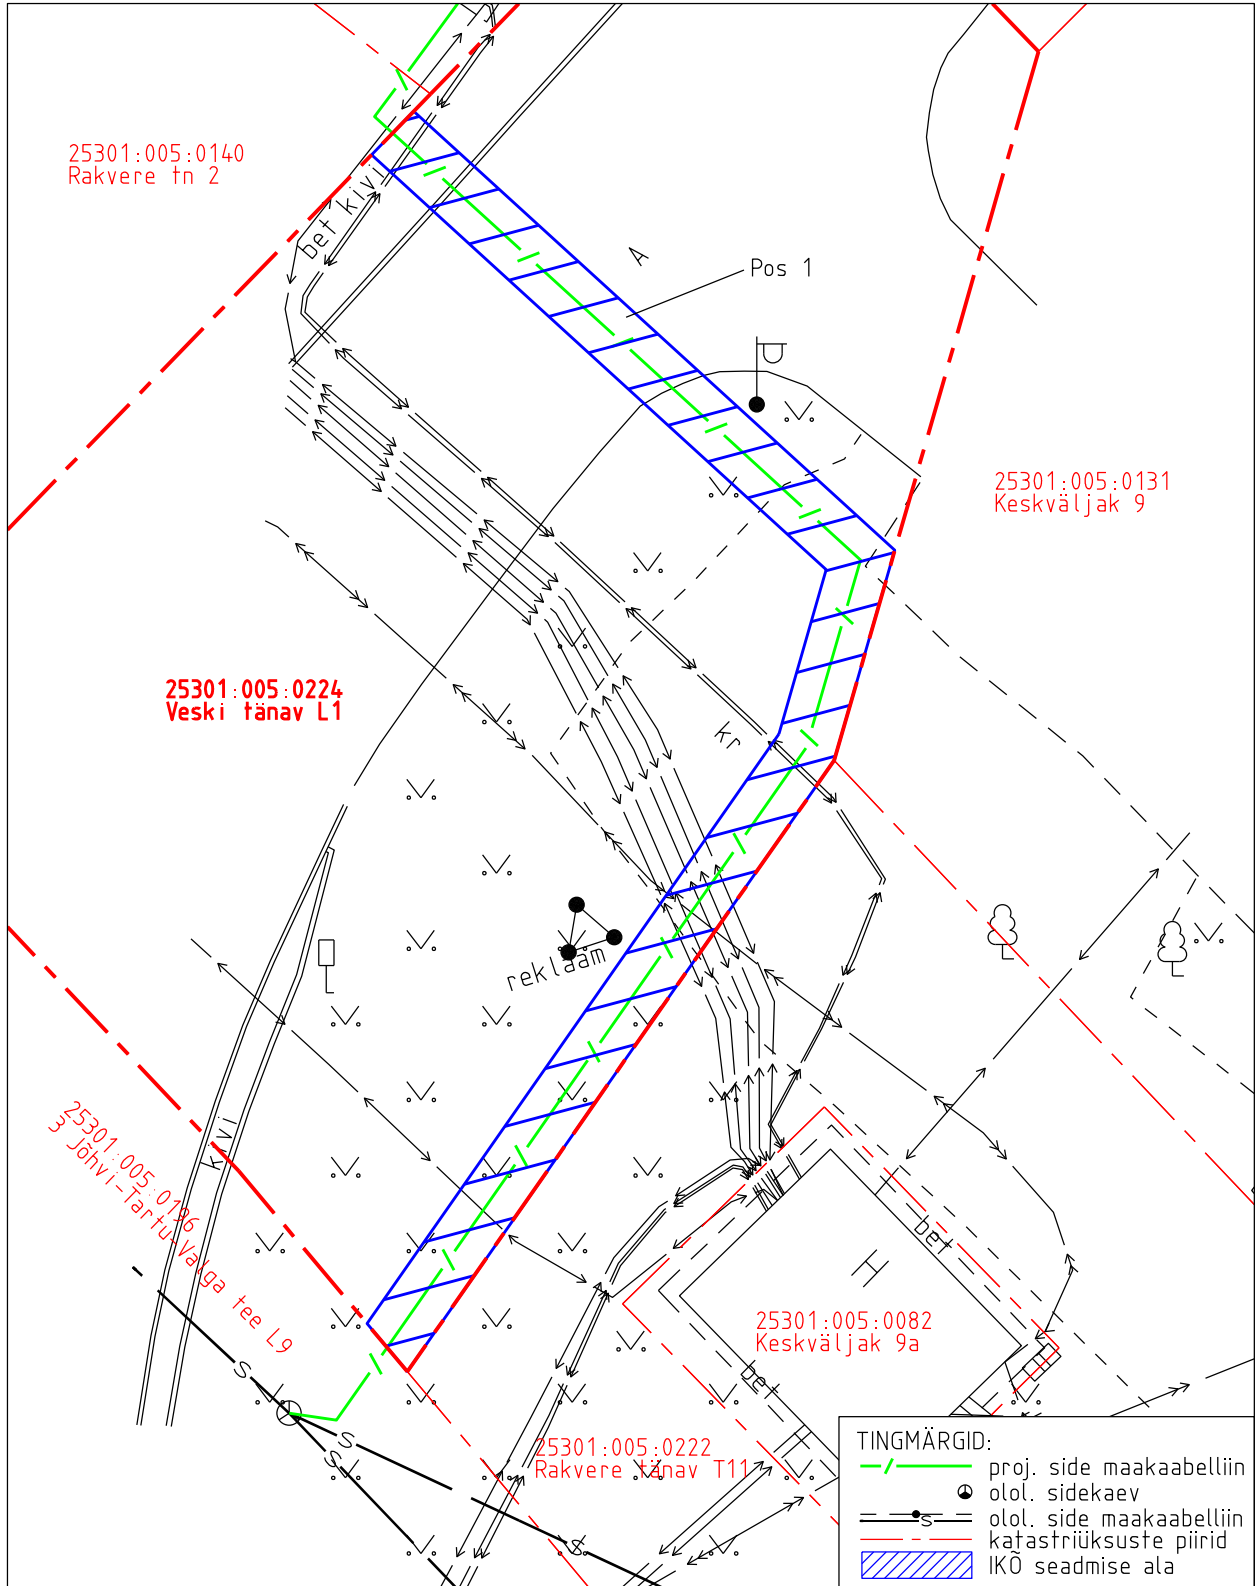 25301:005:0140
Rakvere tn 2
bet kivi
A
Pos 1
25301:005:0131
Keskväljak 9
25301:005:0224
Veski tänav L1
kr
reklaam
25301:005:0196
3 Jõhvi-Tartu-Valga tee L9
kivi
bet
H
25301:005:0082
Keskväljak 9a
bet
S
S
S
S
25301:005:0222
Rakvere tänav T11
TINGMÄRGID:
proj. side maakaabelliin
olol. sidekaev
S
olol. side maakaabelliin
katastriüksuste piirid
IKÕ seadmise ala